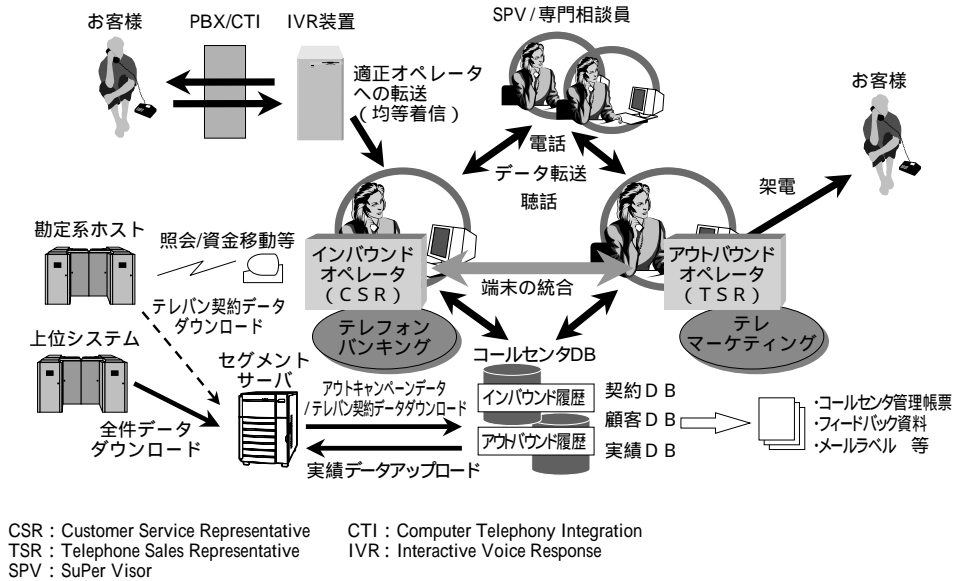 お客様
PBX/CTI
IVR装置
SPV/専門相談員
適正オペレータ
への転送
(均等着信)
お客様
電話
データ転送
聴話
架電
勘定系ホスト
照会/資金移動等
インバウンド
オペレータ
(CSR)
端末の統合
アウトバウンド
オペレータ
(TSR)
テレバン契約データ
ダウンロード
テレフォン
バンキング
テレ
マーケティング
上位システム
セグメント
サーバ
コールセンタDB
アウトキャンペーンデータ
/テレバン契約データダウンロード
インバウンド履歴
契約DB
顧客DB
実績DB
アウトバウンド履歴
・コールセンタ管理帳票
・フィードバック資料
・メールラベル 等
全件データ
ダウンロード
実績データアップロード
CSR:Customer Service Representative
CTI:Computer Telephony Integration
TSR:Telephone Sales Representative
IVR:Interactive Voice Response
SPV:SuPer Visor